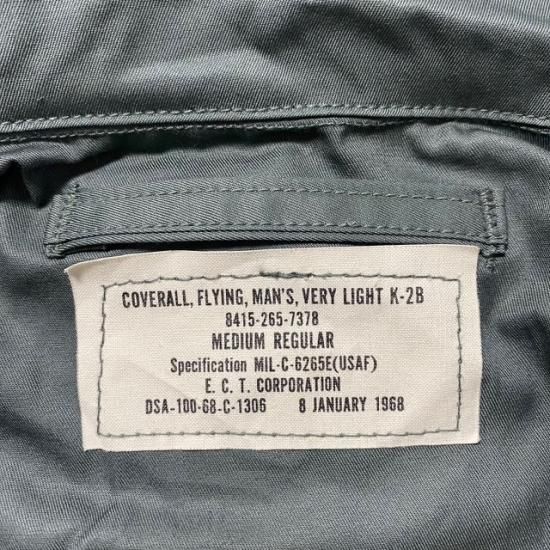 COVERALL, FLYING, MAN'S, VERY LIGHT K-2B
8415-265-7378
MEDIUM REGULAR
Specification MIL-C-6265E(USAF)
E. C. T. CORPORATION
DSA-100-68-C-1306 8 JANUARY 1968